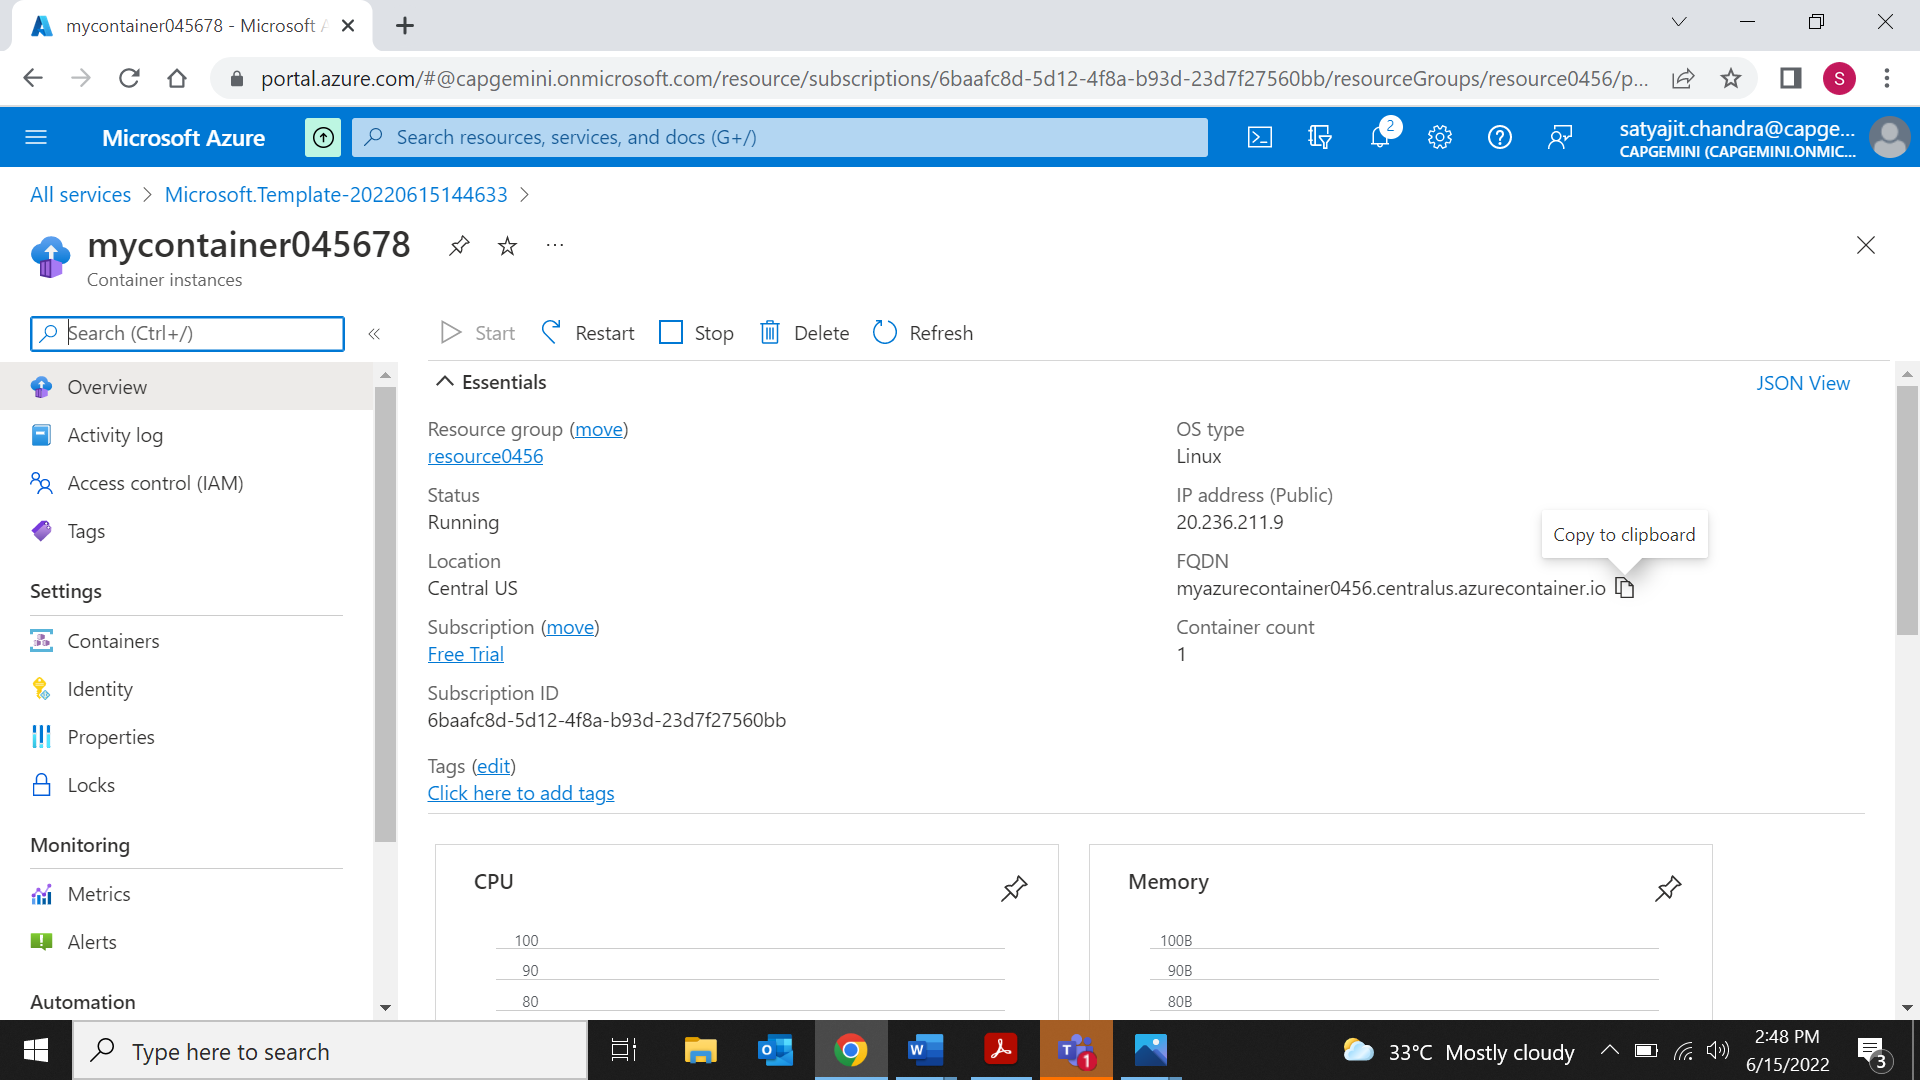 mycontainer045678 - Microsoft A
portal.azure.com/#@capgemini.onmicrosoft.com/resource/subscriptions/6baafc8d-5d12-4f8a-b93d-23d7f27560bb/resourceGroups/resource0456/p...
S
Microsoft Azure
Search resources, services, and docs (G+/)
2
satyajit.chandra@capge...
CAPGEMINI (CAPGEMINI.ONMIC...
All services > Microsoft.Template-20220615144633 >
mycontainer045678
Container instances
Search (Ctrl+/)
«
Start
Restart
Stop
Delete
Refresh
Overview
Activity log
Access control (IAM)
Tags
Settings
Containers
Identity
Properties
Locks
Monitoring
Metrics
Alerts
Automation
Essentials
JSON View
Resource group (move)
resource0456
Status
Running
Location
Central US
Subscription (move)
Free Trial
Subscription ID
6baafc8d-5d12-4f8a-b93d-23d7f27560bb
Tags (edit)
Click here to add tags
OS type
Linux
IP address (Public)
20.236.211.9
Copy to clipboard
FQDN
myazurecontainer0456.centralus.azurecontainer.io
Container count
1
CPU
100
90
80
Memory
100B
90B
80B
Type here to search
1
33°C Mostly cloudy
2:48 PM
6/15/2022
3